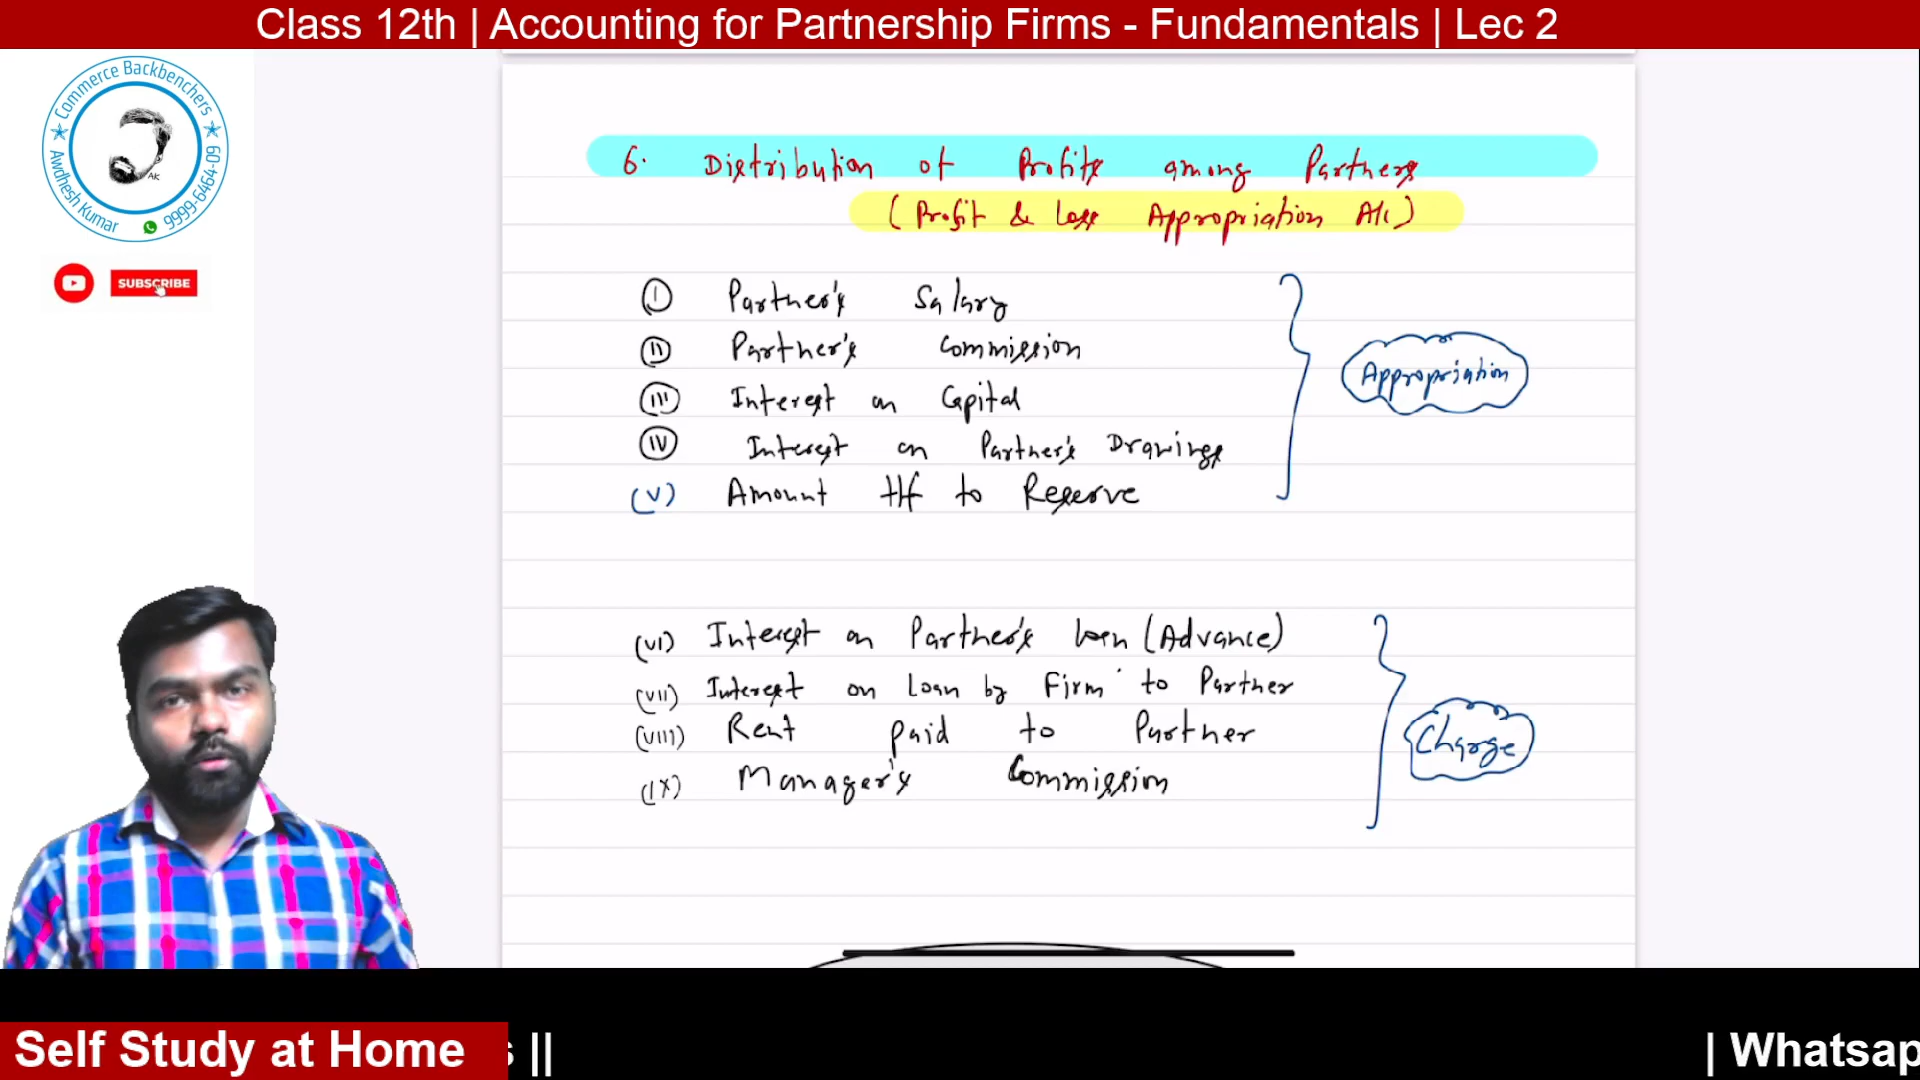 Class 12th | Accounting for Partnership Firms - Fundamentals | Lec 2
Commerce Backbenchers
Awdhesh Kumar
9999-6464-09
AK
SUBSCRIBE
6. Distribution of Profits among Partners
(Profit & Loss Appropriation A/c)
(I) Partner's Salary
(II) Partner's Commission
(III) Interest on Capital
(IV) Interest on Partner's Drawings
(V) Amount t/f to Reserve
Appropriation
(VI) Interest on Partner's loan (Advance)
(VII) Interest on Loan by Firm to Partner
(VIII) Rent paid to Partner
(IX) Manager's Commission
Charge
Self Study at Home
s || | Whatsap